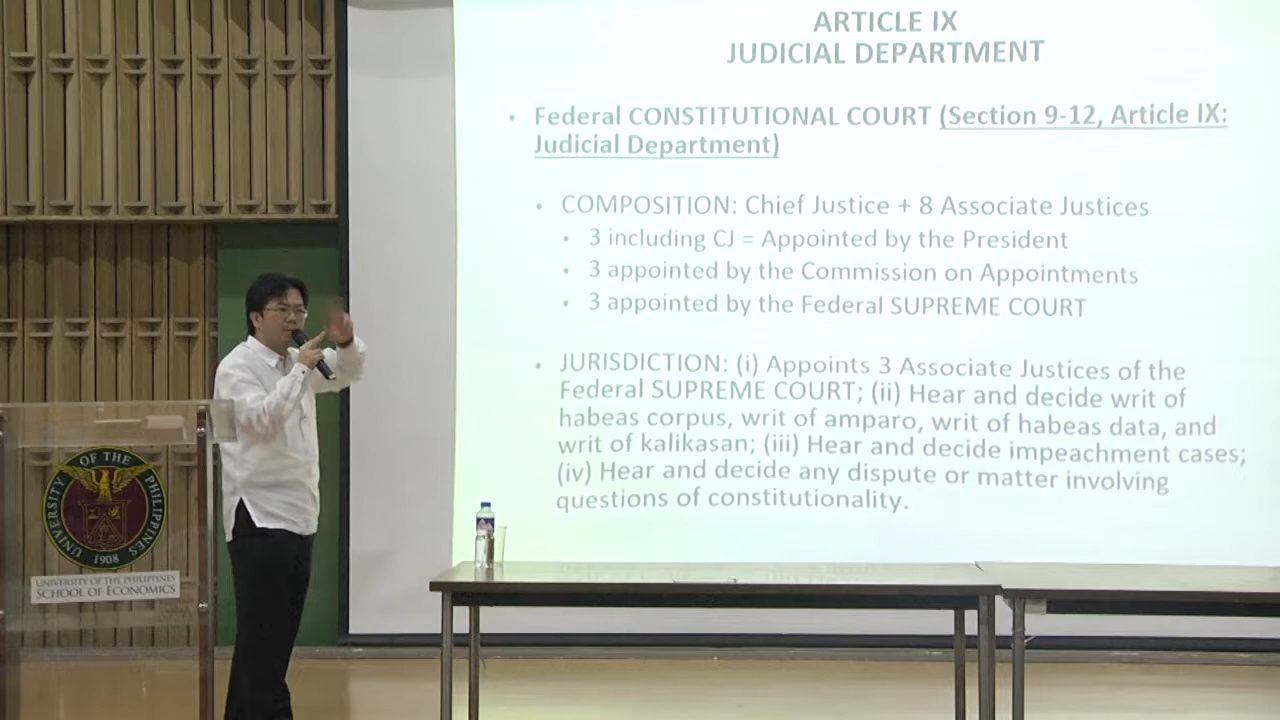 ARTICLE IX
JUDICIAL DEPARTMENT
• Federal CONSTITUTIONAL COURT (Section 9-12, Article IX:
Judicial Department)
• COMPOSITION: Chief Justice + 8 Associate Justices
• 3 including CJ = Appointed by the President
• 3 appointed by the Commission on Appointments
• 3 appointed by the Federal SUPREME COURT
• JURISDICTION: (i) Appoints 3 Associate Justices of the
Federal SUPREME COURT; (ii) Hear and decide writ of
habeas corpus, writ of amparo, writ of habeas data, and
writ of kalikasan; (iii) Hear and decide impeachment cases;
(iv) Hear and decide any dispute or matter involving
questions of constitutionality.
UNIVERSITY OF THE PHILIPPINES
1908
UNIVERSITY OF THE PHILIPPINES
SCHOOL OF ECONOMICS